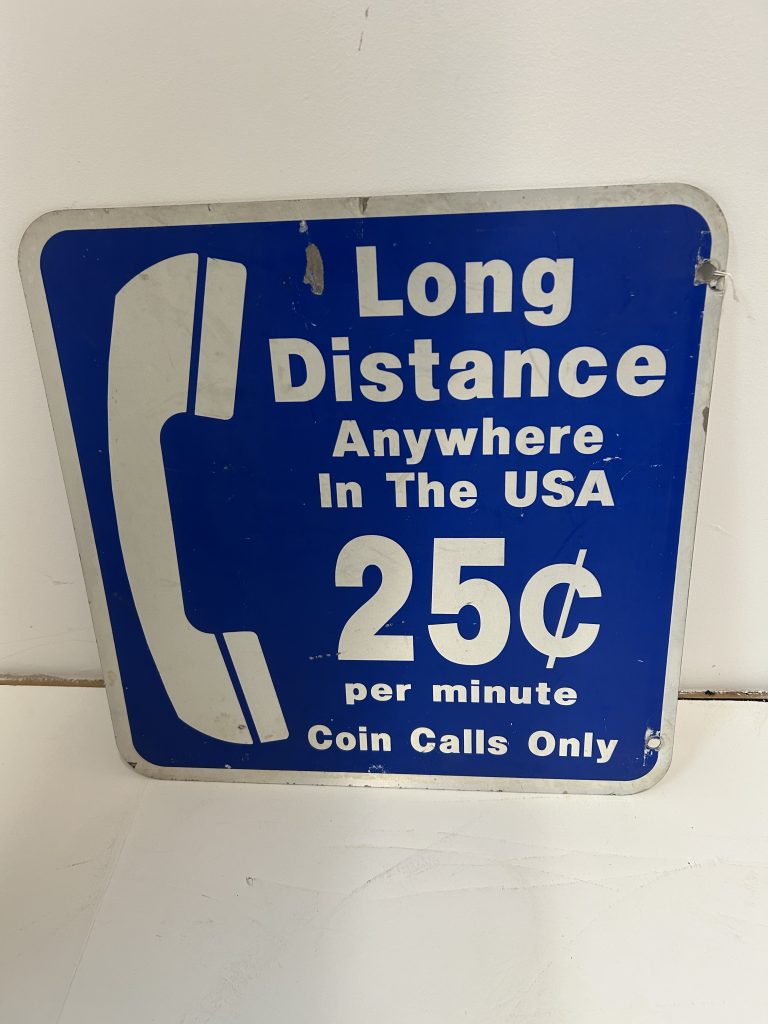 Long
Distance
Anywhere
In The USA
25¢
per minute
Coin Calls Only